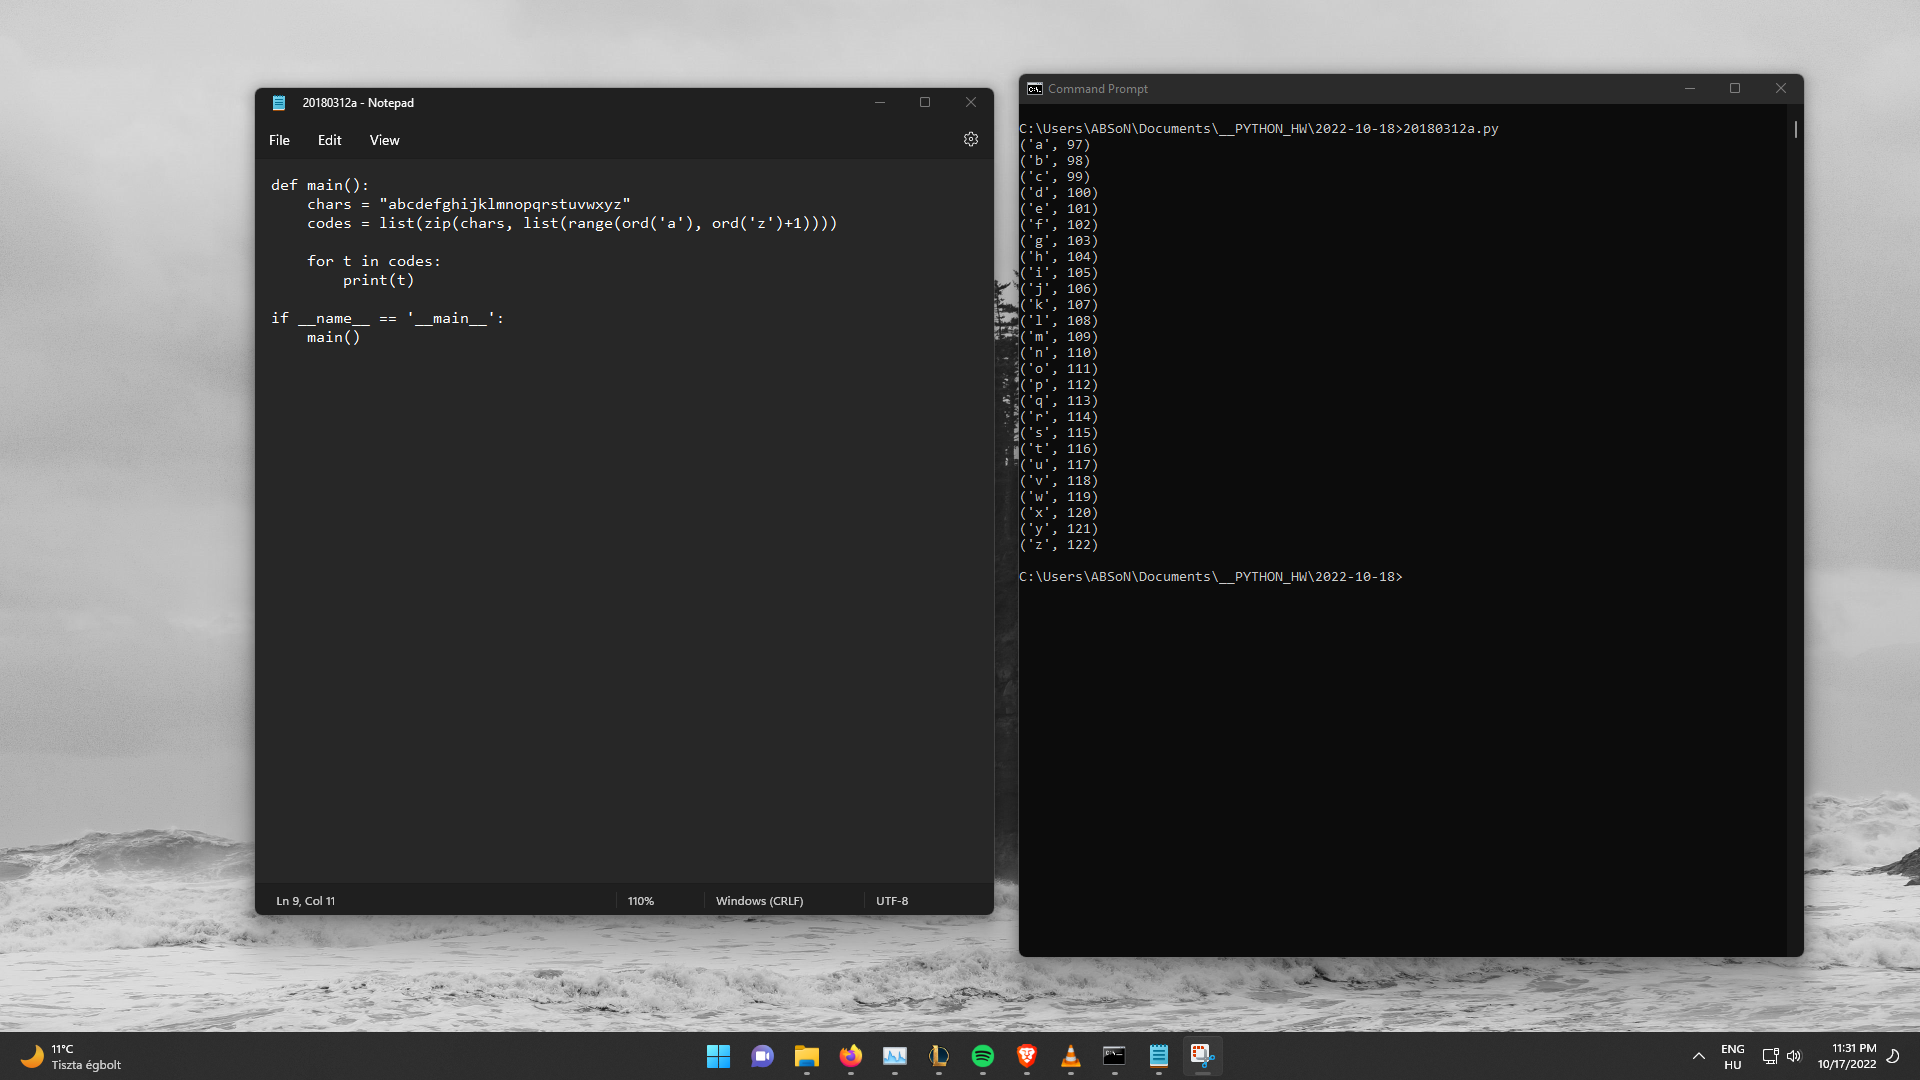 20180312a - Notepad
File Edit View
def main():
    chars = "abcdefghijklmnopqrstuvwxyz"
    codes = list(zip(chars, list(range(ord('a'), ord('z')+1))))
    for t in codes:
        print(t)
if __name__ == '__main__':
    main()
Ln 9, Col 11 110% Windows (CRLF) UTF-8
Command Prompt
C:\Users\ABSoN\Documents\__PYTHON_HW\2022-10-18>20180312a.py
('a', 97)
('b', 98)
('c', 99)
('d', 100)
('e', 101)
('f', 102)
('g', 103)
('h', 104)
('i', 105)
('j', 106)
('k', 107)
('l', 108)
('m', 109)
('n', 110)
('o', 111)
('p', 112)
('q', 113)
('r', 114)
('s', 115)
('t', 116)
('u', 117)
('v', 118)
('w', 119)
('x', 120)
('y', 121)
('z', 122)
C:\Users\ABSoN\Documents\__PYTHON_HW\2022-10-18>
11°C
Tiszta égbolt
ENG
HU
11:31 PM
10/17/2022